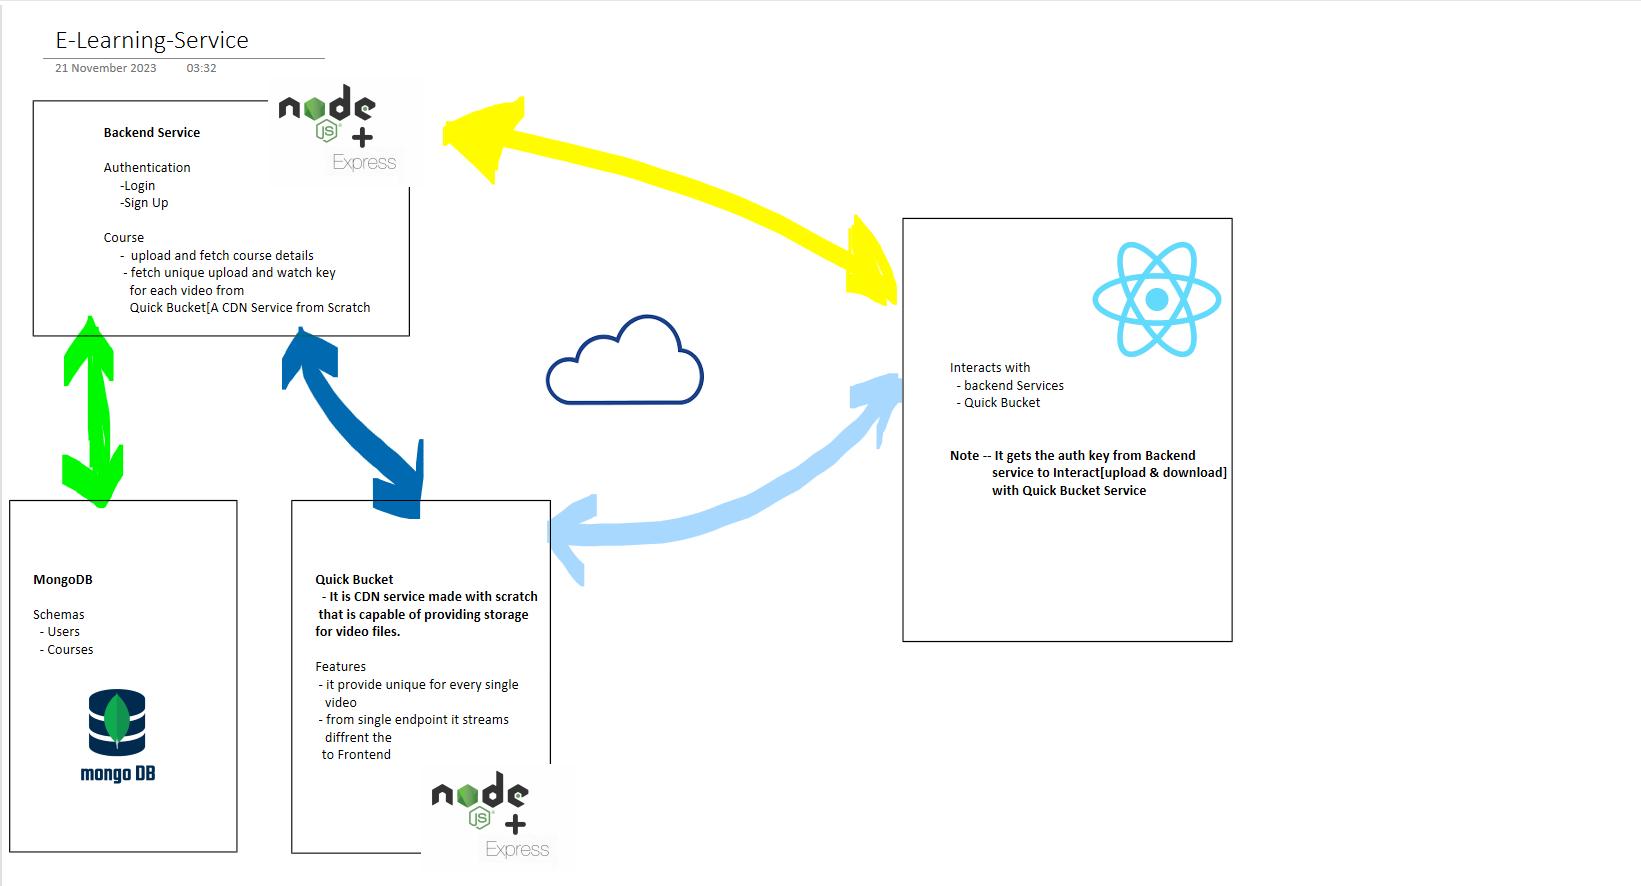 E-Learning-Service
21 November 2023 03:32
node
JS
+
Express
Backend Service
Authentication
-Login
-Sign Up
Course
- upload and fetch course details
- fetch unique upload and watch key
for each video from
Quick Bucket[A CDN Service from Scratch
Interacts with
- backend Services
- Quick Bucket
Note -- It gets the auth key from Backend
service to Interact[upload & download]
with Quick Bucket Service
MongoDB
Schemas
- Users
- Courses
mongo DB
Quick Bucket
- It is CDN service made with scratch
that is capable of providing storage
for video files.
Features
- it provide unique for every single
video
- from single endpoint it streams
diffrent the
to Frontend
node
JS
+
Express